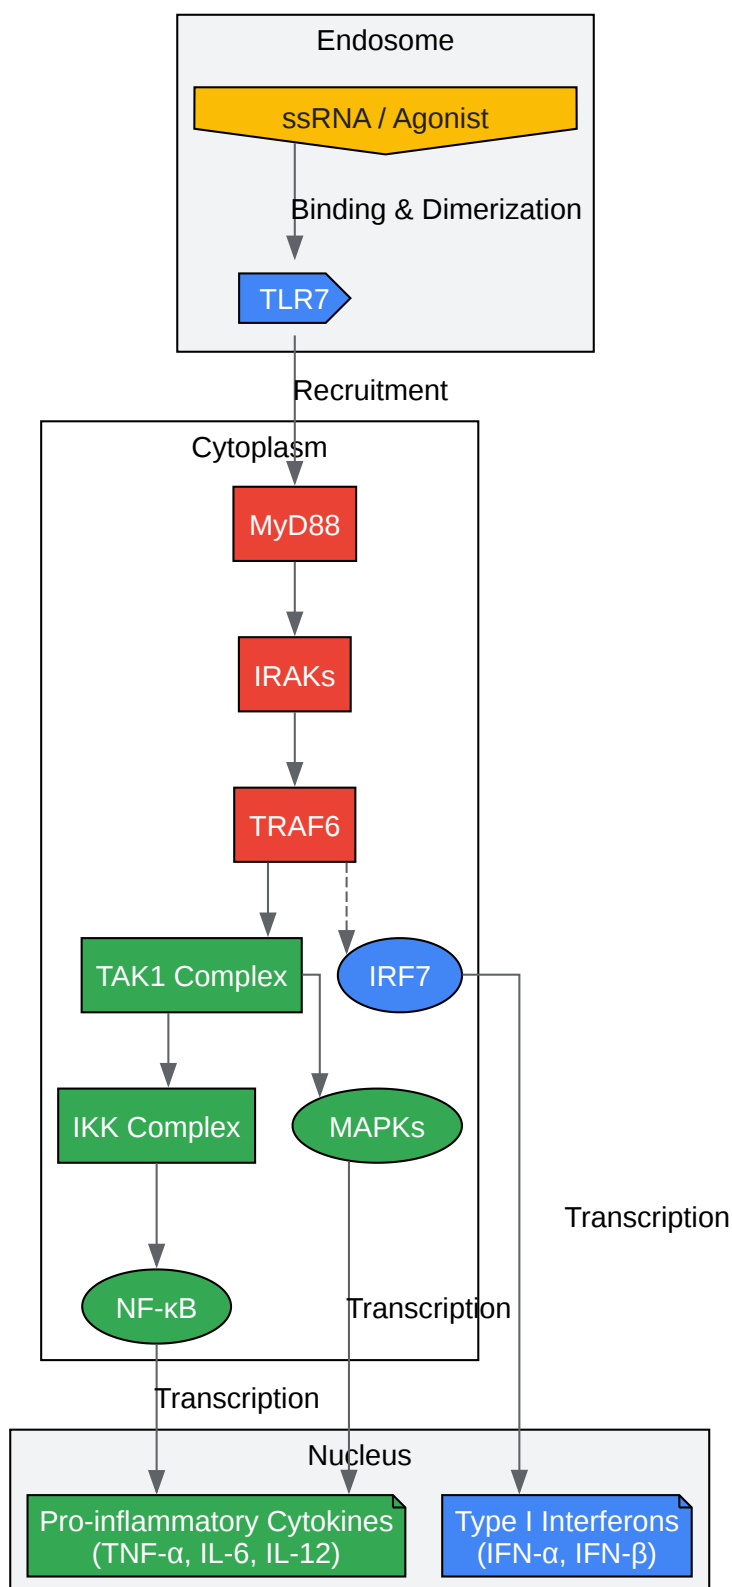 Endosome
ssRNA / Agonist
Binding & Dimerization
TLR7
Recruitment
Cytoplasm
MyD88
IRAKs
TRAF6
TAK1 Complex
IRF7
IKK Complex
MAPKs
Transcription
NF-κB
Transcription
Transcription
Nucleus
Pro-inflammatory Cytokines
(TNF-α, IL-6, IL-12)
Type I Interferons
(IFN-α, IFN-β)